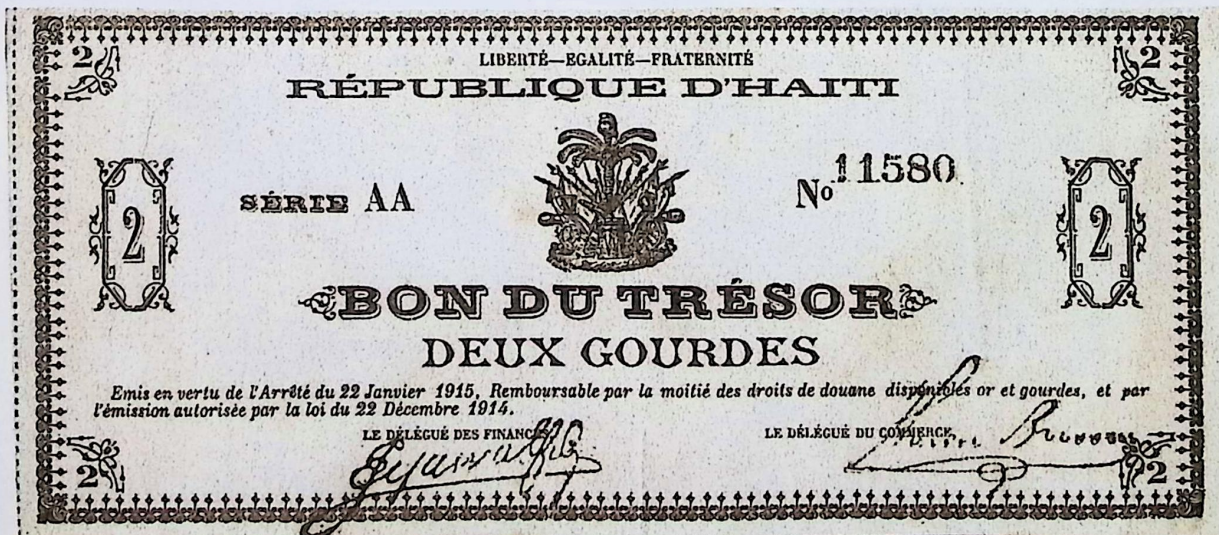 2 2
LIBERTÉ—EGALITÉ—FRATERNITÉ
RÉPUBLIQUE D'HAITI
2 SÉRIE AA No 11580 2
BON DU TRÉSOR
DEUX GOURDES
Emis en vertu de l'Arrêté du 22 Janvier 1915, Remboursable par la moitié des droits de douane disponibles or et gourdes, et par
l'émission autorisée par la loi du 22 Décembre 1914.
LE DÉLÉGUÉ DES FINANCES, LE DÉLÉGUÉ DU COMMERCE,
2 2